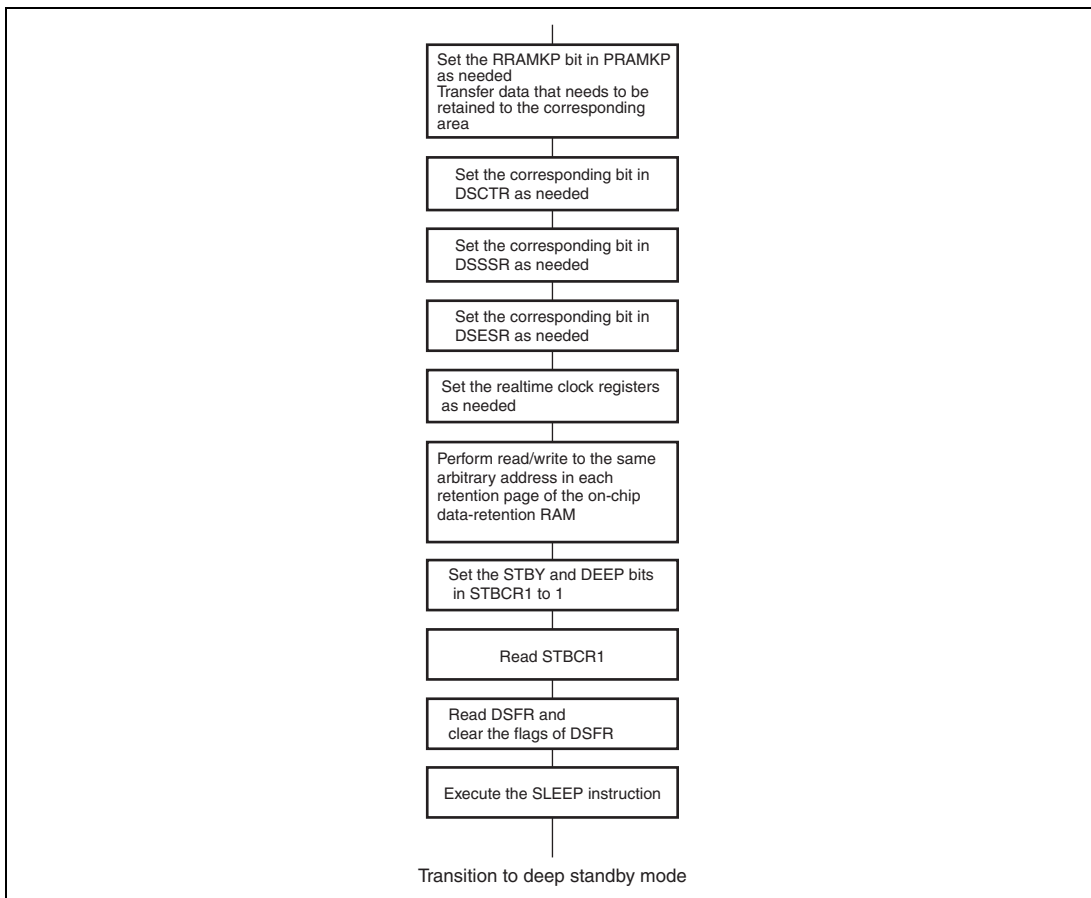 Set the RRAMKP bit in PRAMKP
as needed
Transfer data that needs to be
retained to the corresponding
area
Set the corresponding bit in
DSCTR as needed
Set the corresponding bit in
DSSSR as needed
Set the corresponding bit in
DSESR as needed
Set the realtime clock registers
as needed
Perform read/write to the same
arbitrary address in each
retention page of the on-chip
data-retention RAM
Set the STBY and DEEP bits
in STBCR1 to 1
Read STBCR1
Read DSFR and
clear the flags of DSFR
Execute the SLEEP instruction
Transition to deep standby mode